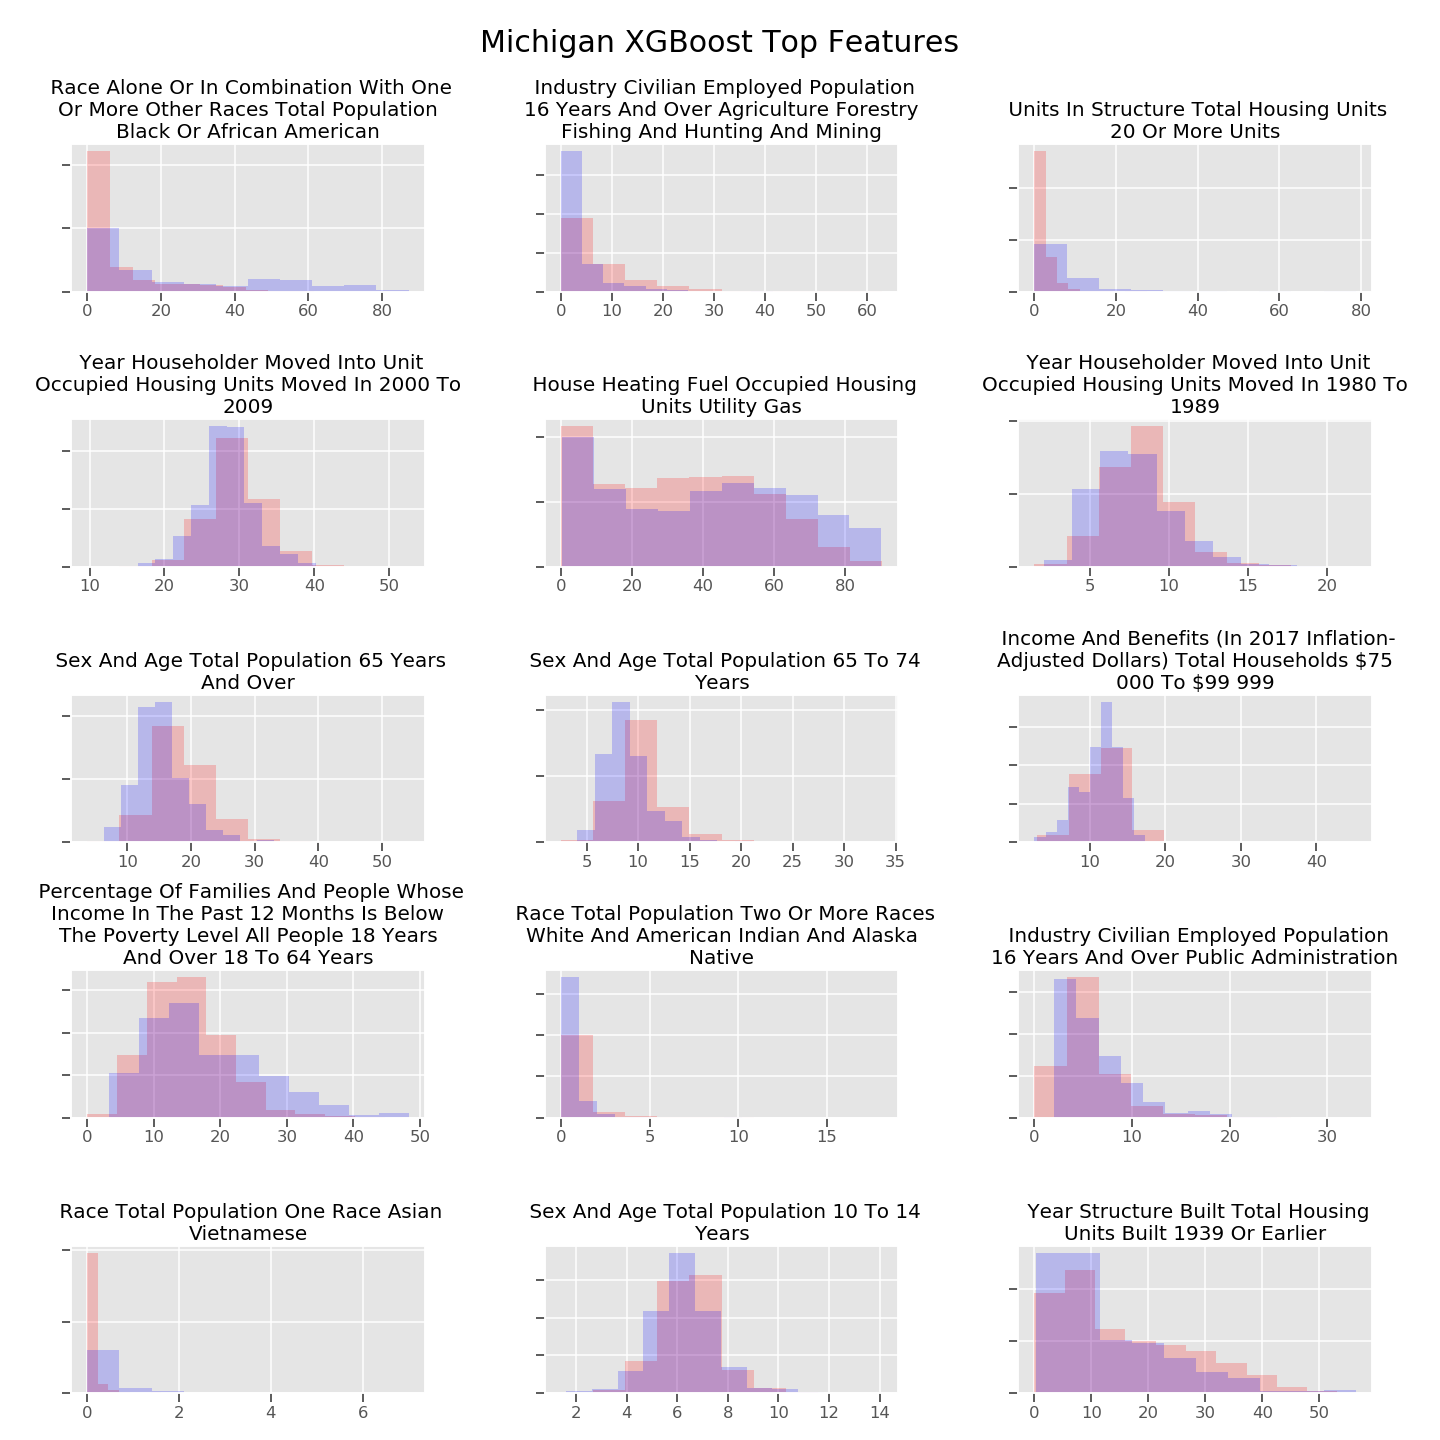 Michigan XGBoost Top Features
Race Alone Or In Combination With One
Or More Other Races Total Population
Black Or African American
0 20 40 60 80
Industry Civilian Employed Population
16 Years And Over Agriculture Forestry
Fishing And Hunting And Mining
0 10 20 30 40 50 60
Units In Structure Total Housing Units
20 Or More Units
0 20 40 60 80
Year Householder Moved Into Unit
Occupied Housing Units Moved In 2000 To
2009
10 20 30 40 50
House Heating Fuel Occupied Housing
Units Utility Gas
0 20 40 60 80
Year Householder Moved Into Unit
Occupied Housing Units Moved In 1980 To
1989
5 10 15 20
Sex And Age Total Population 65 Years
And Over
10 20 30 40 50
Sex And Age Total Population 65 To 74
Years
5 10 15 20 25 30 35
Income And Benefits (In 2017 Inflation-
Adjusted Dollars) Total Households $75
000 To $99 999
10 20 30 40
Percentage Of Families And People Whose
Income In The Past 12 Months Is Below
The Poverty Level All People 18 Years
And Over 18 To 64 Years
0 10 20 30 40 50
Race Total Population Two Or More Races
White And American Indian And Alaska
Native
0 5 10 15
Industry Civilian Employed Population
16 Years And Over Public Administration
0 10 20 30
Race Total Population One Race Asian
Vietnamese
0 2 4 6
Sex And Age Total Population 10 To 14
Years
2 4 6 8 10 12 14
Year Structure Built Total Housing
Units Built 1939 Or Earlier
0 10 20 30 40 50